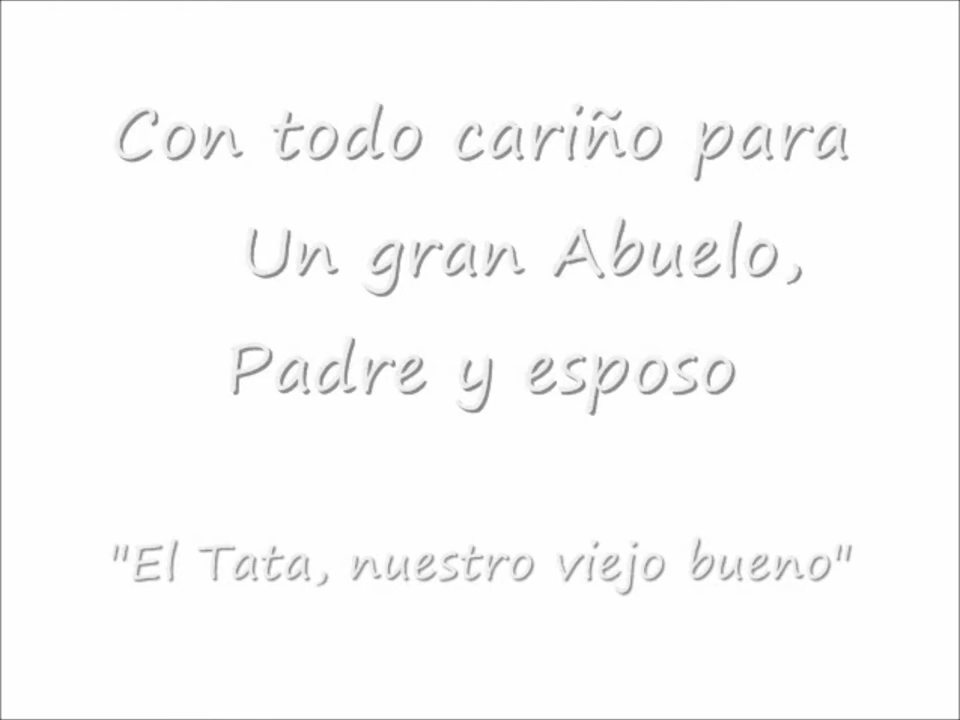 Con todo cariño para
Un gran Abuelo,
Padre y esposo
"El Tata, nuestro viejo bueno"